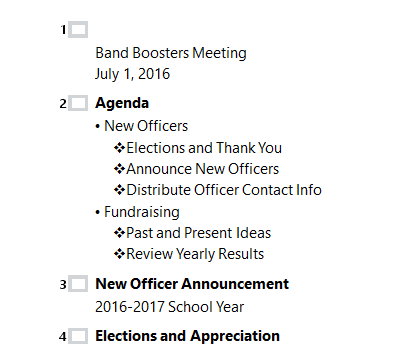 1
Band Boosters Meeting
July 1, 2016
2 Agenda
• New Officers
❖Elections and Thank You
❖Announce New Officers
❖Distribute Officer Contact Info
• Fundraising
❖Past and Present Ideas
❖Review Yearly Results
3 New Officer Announcement
2016-2017 School Year
4 Elections and Appreciation